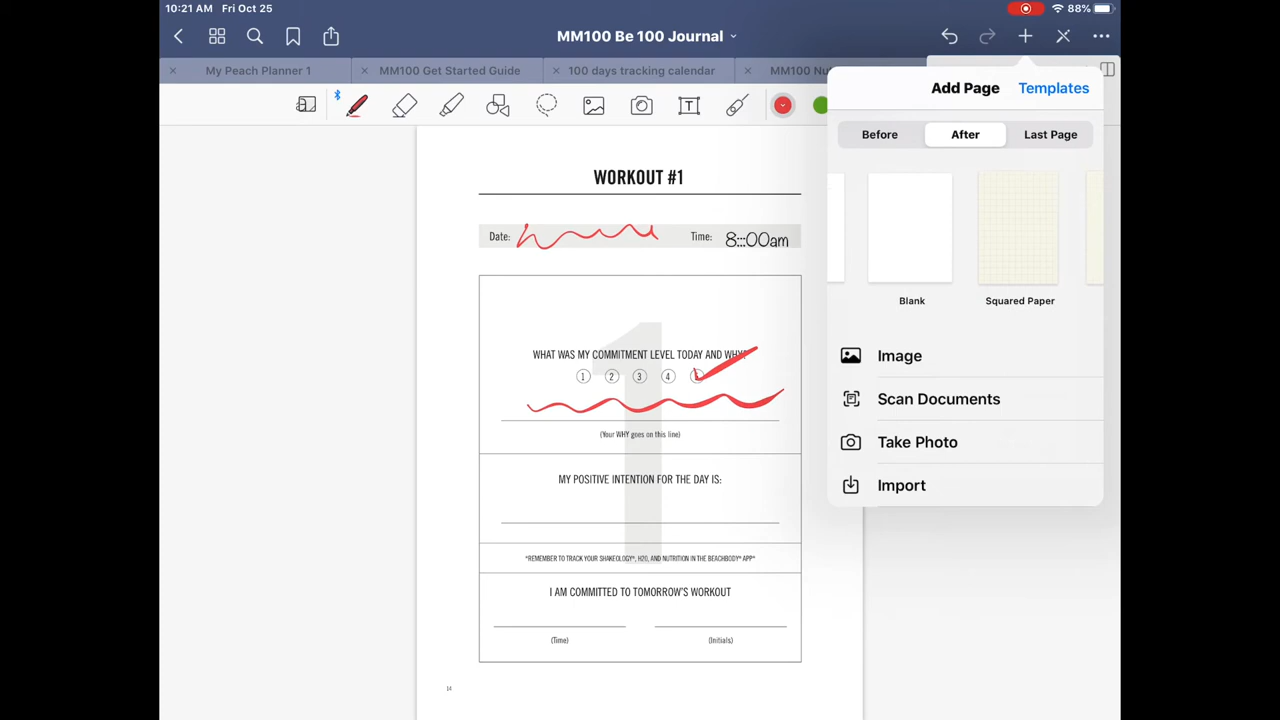 10:21 AM Fri Oct 25 88%
MM100 Be 100 Journal
My Peach Planner 1 MM100 Get Started Guide 100 days tracking calendar MM100
Add Page Templates
Before After Last Page
Blank Squared Paper
Image
Scan Documents
Take Photo
Import
WORKOUT #1
Date: Time: 8:::00am
WHAT WAS MY COMMITMENT LEVEL TODAY AND WHY?
1 2 3 4
(Your WHY goes on this line)
MY POSITIVE INTENTION FOR THE DAY IS:
*REMEMBER TO TRACK YOUR SHAKEOLOGY®, H2O, AND NUTRITION IN THE BEACHBODY® APP*
I AM COMMITTED TO TOMORROW'S WORKOUT
(Time) (Initials)
14